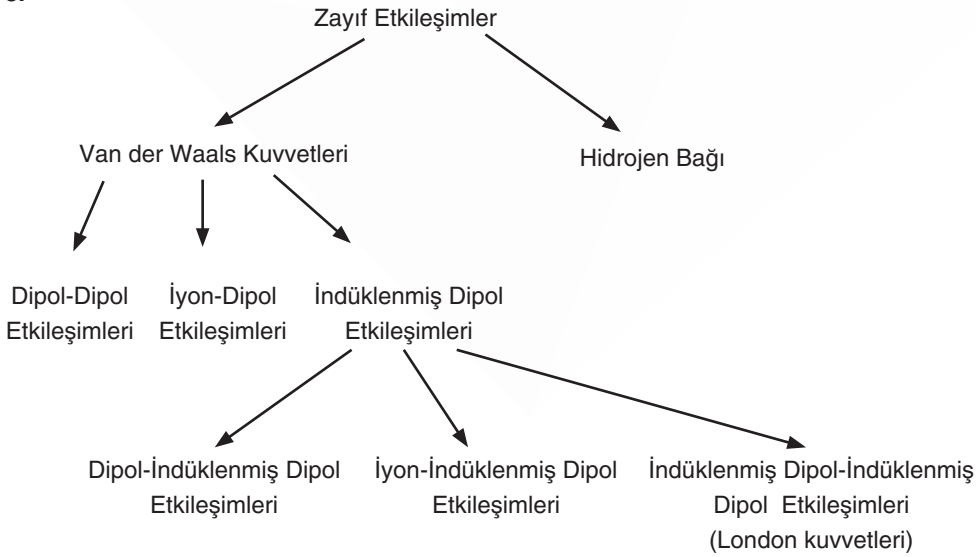 Zayıf Etkileşimler
Van der Waals Kuvvetleri
Hidrojen Bağı
Dipol-Dipol
Etkileşimleri
İyon-Dipol
Etkileşimleri
İndüklenmiş Dipol
Etkileşimleri
Dipol-İndüklenmiş Dipol
Etkileşimleri
İyon-İndüklenmiş Dipol
Etkileşimleri
İndüklenmiş Dipol-İndüklenmiş
Dipol Etkileşimleri
(London kuvvetleri)